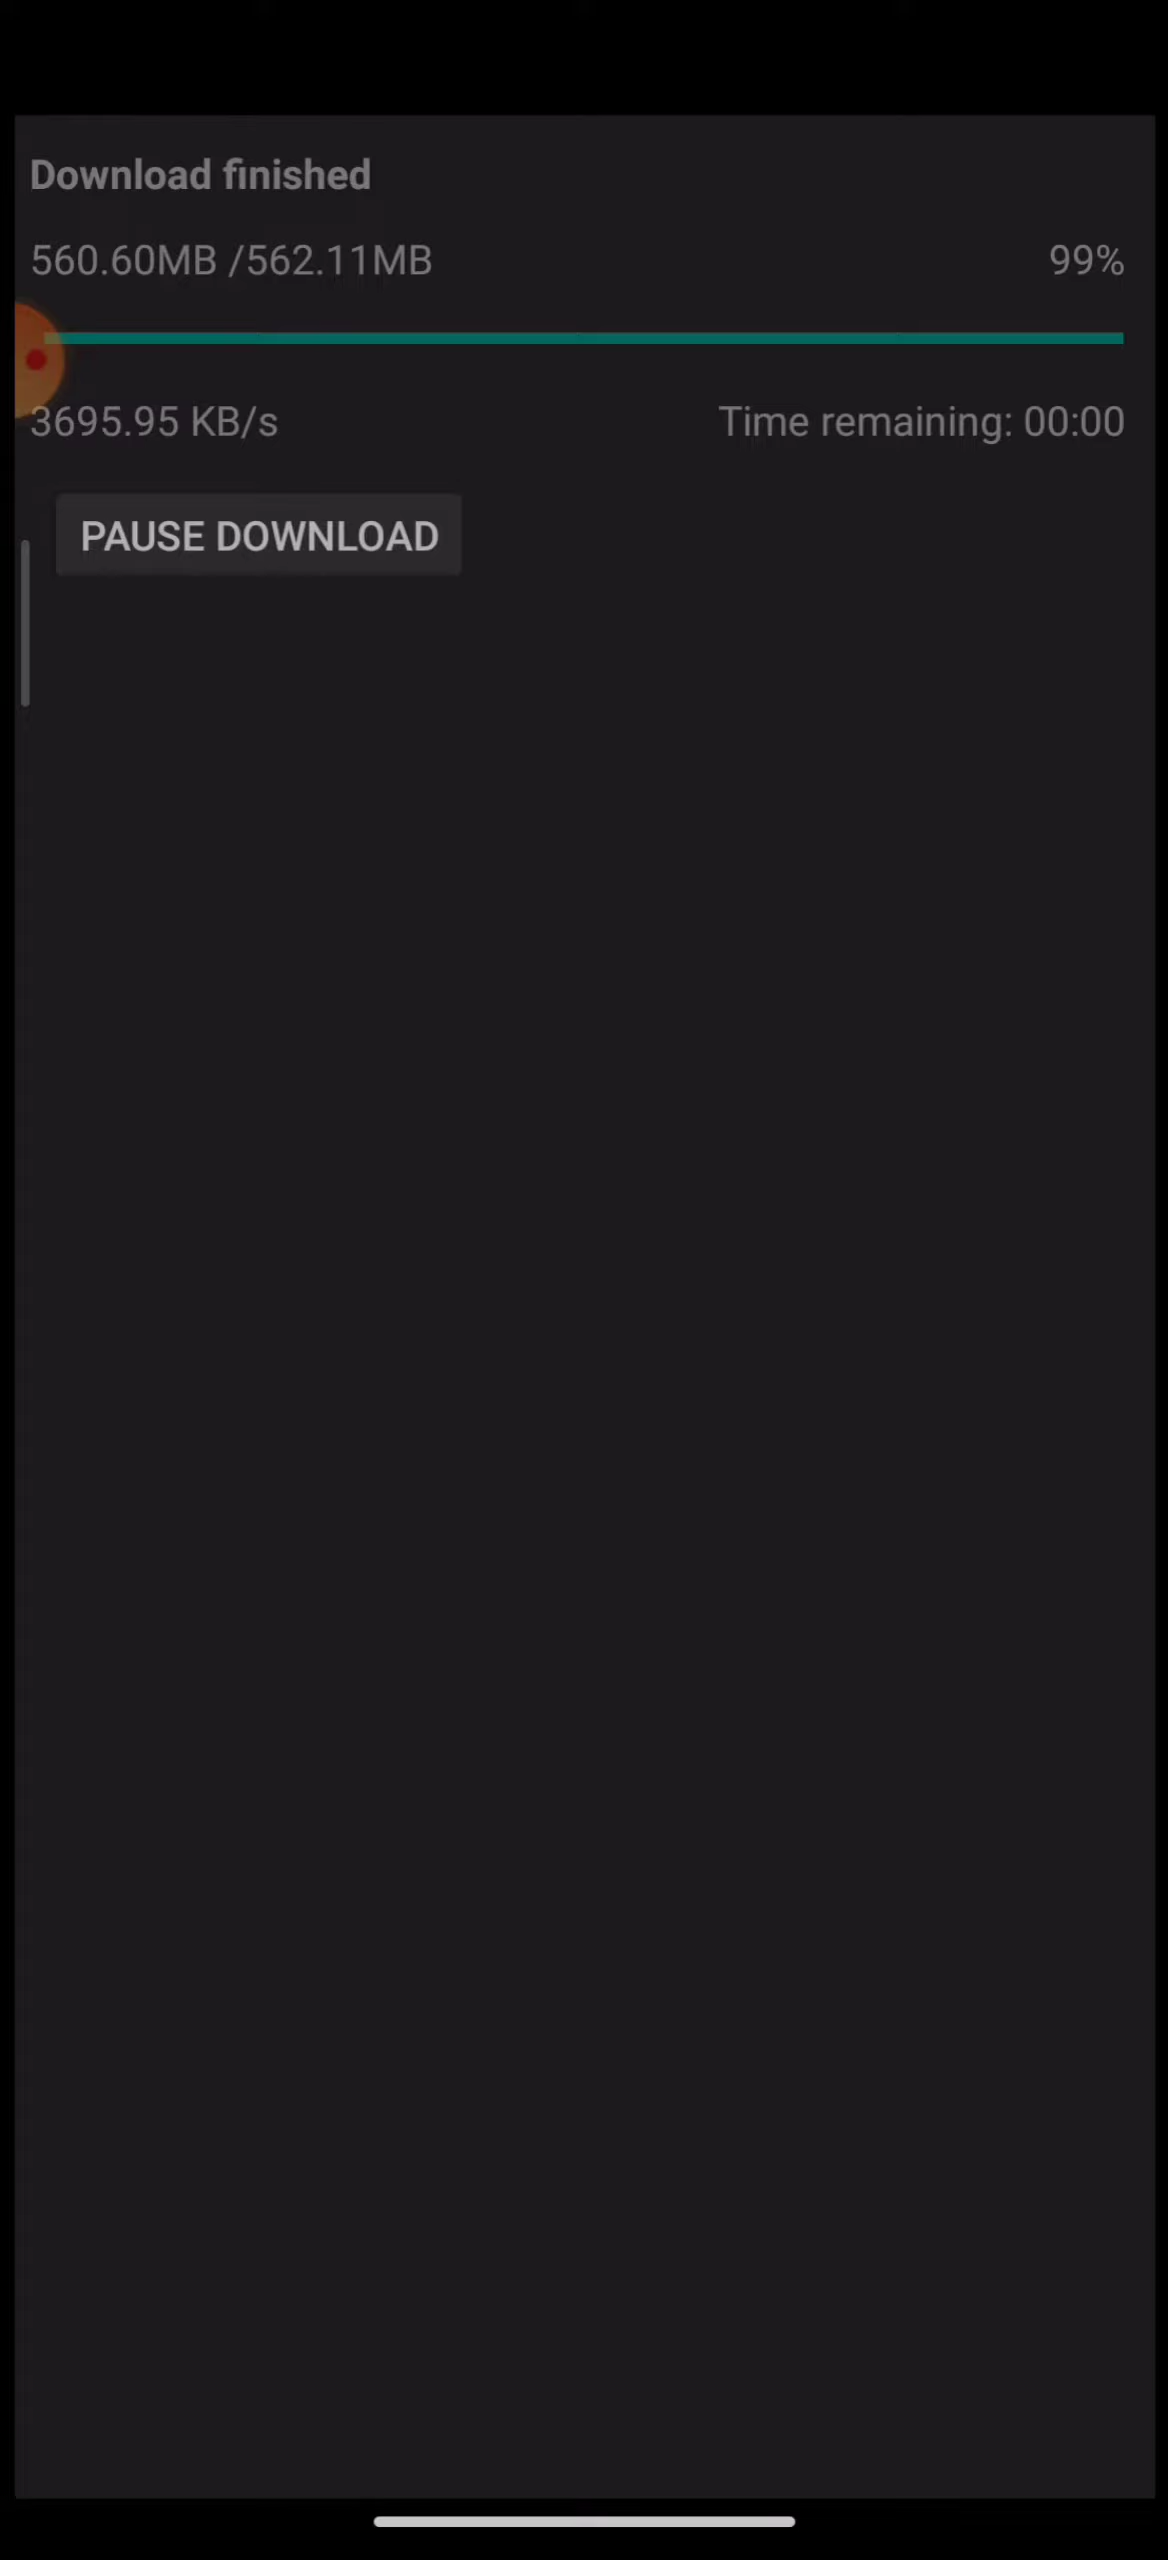 Download finished
560.60MB /562.11MB 99%
3695.95 KB/s Time remaining: 00:00
PAUSE DOWNLOAD